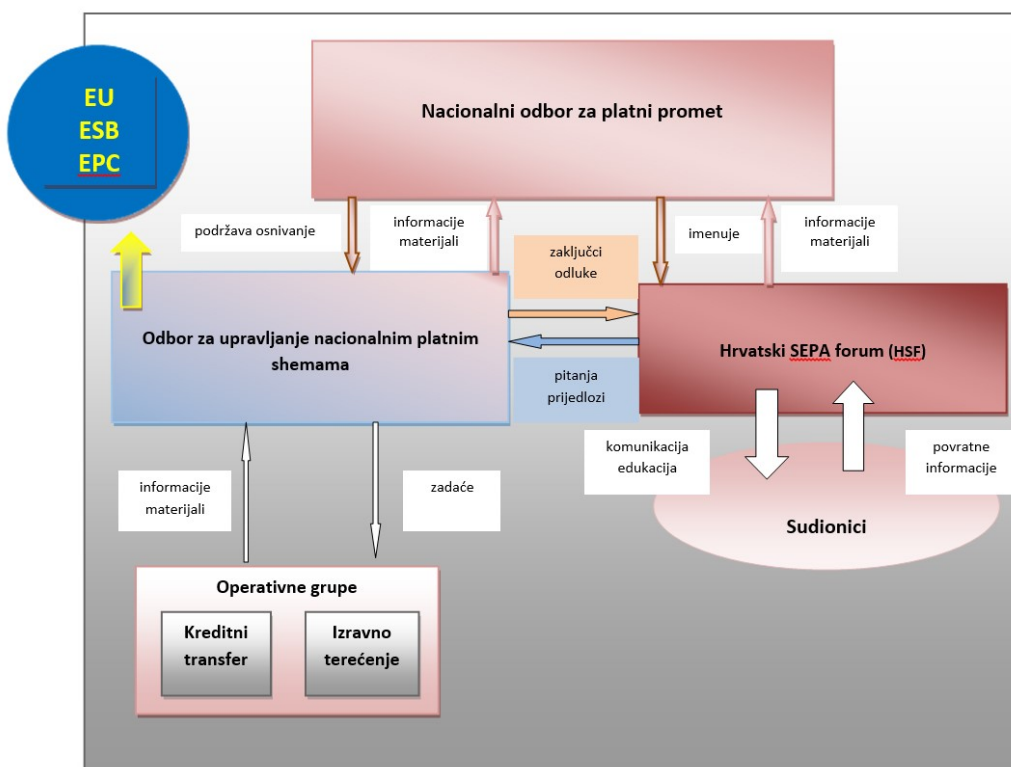 EU
ESB
EPC
Nacionalni odbor za platni promet
podržava osnivanje
informacije
materijali
imenuje
informacije
materijali
zaključci
odluke
Odbor za upravljanje nacionalnim platnim
shemama
Hrvatski SEPA forum (HSF)
pitanja
prijedlozi
komunikacija
edukacija
povratne
informacije
informacije
materijali
zadaće
Sudionici
Operativne grupe
Kreditni
transfer
Izravno
terećenje